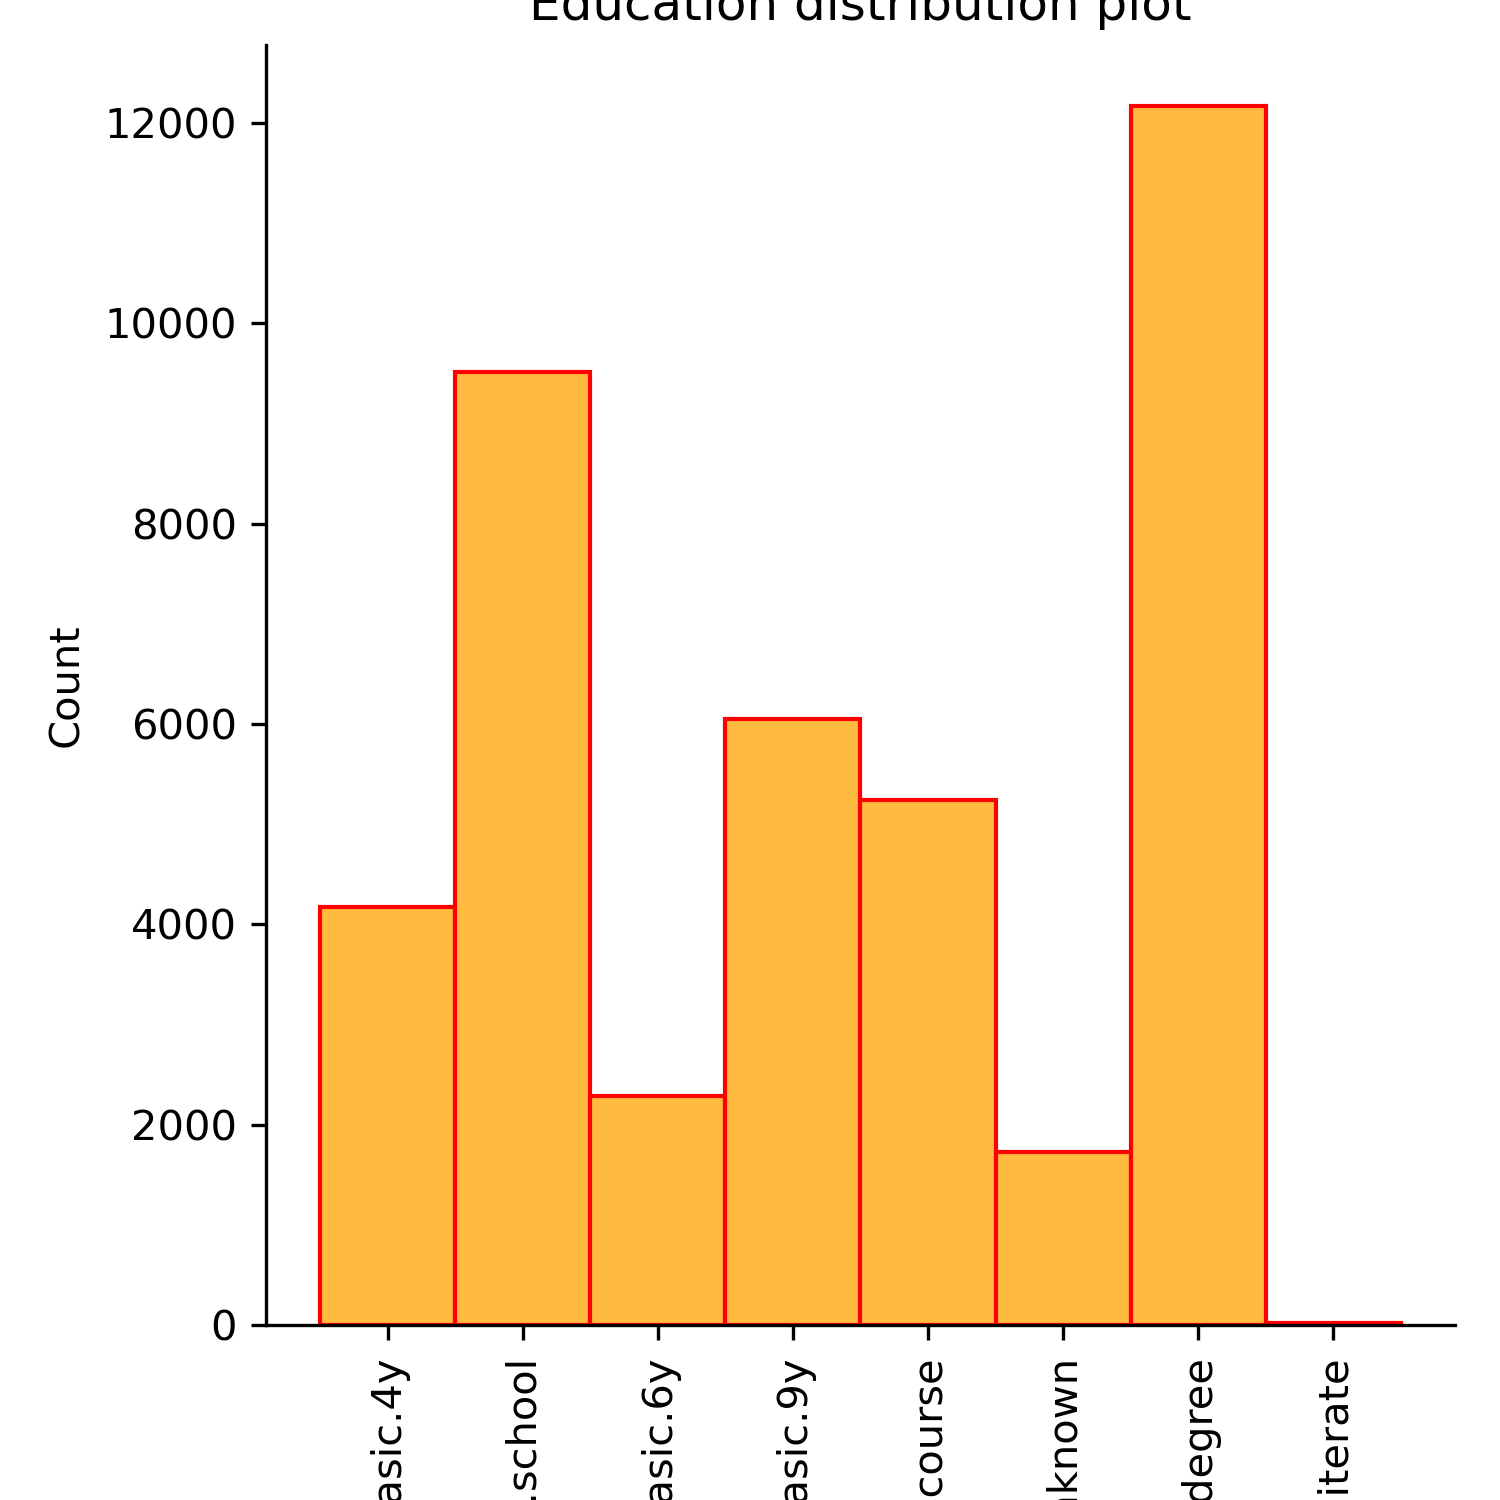 Education distribution plot
12000
10000
8000
6000
4000
2000
0
Count
asic.4y
.school
asic.6y
asic.9y
course
known
degree
iterate